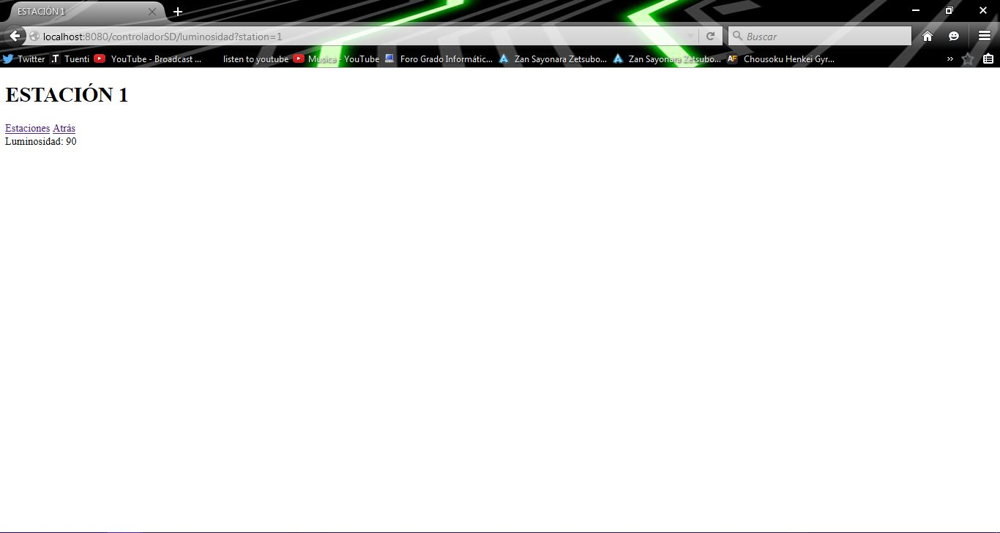 ESTACIÓN 1
localhost:8080/controladorSD/luminosidad?station=1
Buscar
Twitter .T Tuenti YouTube - Broadcast ... listen to youtube Musica - YouTube Foro Grado Informátic... Zan Sayonara Zetsubo... Zan Sayonara Zetsubo... AF Chousoku Henkei Gyr... »
ESTACIÓN 1
Estaciones Atrás
Luminosidad: 90